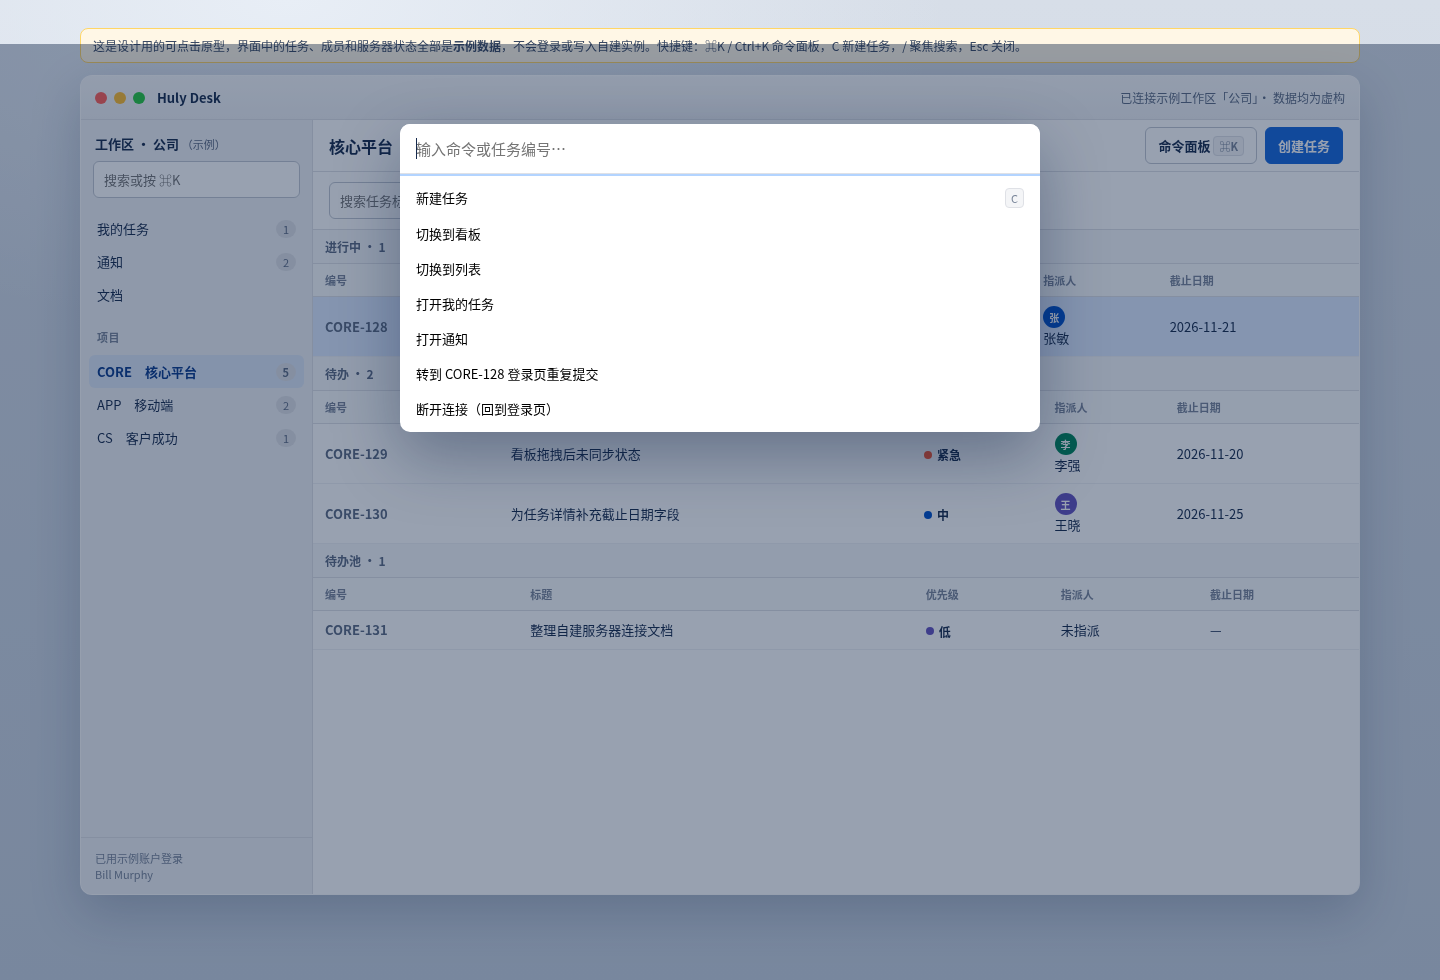 这是设计用的可点击原型，界面中的任务、成员和服务器状态全部是示例数据，不会登录或写入自建实例。快捷键：⌘K / Ctrl+K 命令面板，C 新建任务，/ 聚焦搜索，Esc 关闭。
Huly Desk
已连接示例工作区「公司」· 数据均为虚构
工作区 · 公司 （示例）
搜索或按 ⌘K
我的任务 1
通知 2
文档
项目
CORE 核心平台 5
APP 移动端 2
CS 客户成功 1
已用示例账户登录
Bill Murphy
核心平台
命令面板 ⌘K
创建任务
搜索任务标
输入命令或任务编号…
新建任务 C
切换到看板
切换到列表
打开我的任务
打开通知
转到 CORE-128 登录页重复提交
断开连接（回到登录页）
进行中 · 1
编号 指派人 截止日期
CORE-128 张 张敏 2026-11-21
待办 · 2
编号 指派人 截止日期
CORE-129 看板拖拽后未同步状态 紧急 李 李强 2026-11-20
CORE-130 为任务详情补充截止日期字段 中 王 王晓 2026-11-25
待办池 · 1
编号 标题 优先级 指派人 截止日期
CORE-131 整理自建服务器连接文档 低 未指派 —